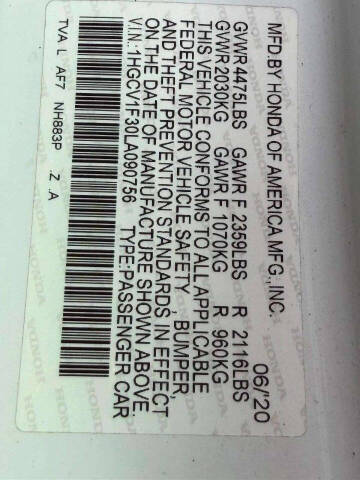 MFD.BY HONDA OF AMERICA MFG.,INC. 06/'20
GVWR 4475LBS GAWR F 2359LBS R 2116LBS
GVWR 2030KG GAWR F 1070KG R 960KG
THIS VEHICLE CONFORMS TO ALL APPLICABLE
FEDERAL MOTOR VEHICLE SAFETY, BUMPER,
AND THEFT PREVENTION STANDARDS IN EFFECT
ON THE DATE OF MANUFACTURE SHOWN ABOVE.
V.I.N.:1HGCV1F30LA090756 TYPE:PASSENGER CAR
TVA L AF7 NH883P Z .A